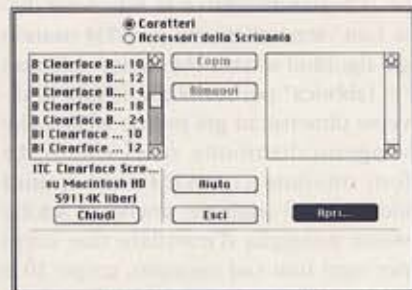 Caratteri
Accessori della Scrivania
B Clearface B... 10
B Clearface B... 12
B Clearface B... 14
B Clearface B... 18
B Clearface B... 24
BI Clearface ... 10
BI Clearface ... 12
Copia
Rimuovi
ITC Clearface Scre...
su Macintosh HD
59114K liberi
Chiudi
Aiuto
Esci
Apri...